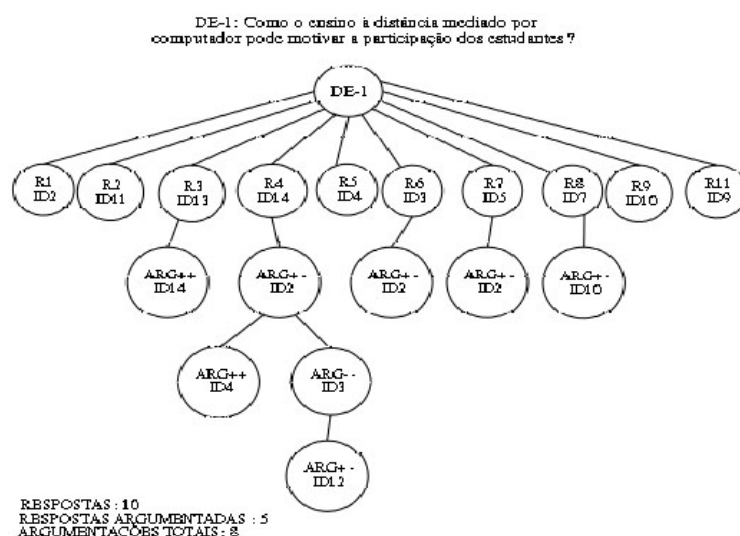 DE-1: Como o ensino à distância mediado por
computador pode motivar a participação dos estudantes ?
DE-1
R1
ID2
R2
ID11
R3
ID13
R4
ID14
R5
ID4
R6
ID3
R7
ID5
R8
ID7
R9
ID10
R11
ID9
ARG++
ID14
ARG+-
ID2
ARG+-
ID2
ARG+-
ID2
ARG+-
ID10
ARG++
ID4
ARG--
ID3
ARG+-
ID12
RESPOSTAS : 10
RESPOSTAS ARGUMENTADAS : 5
ARGUMENTAÇÕES TOTAIS : 8